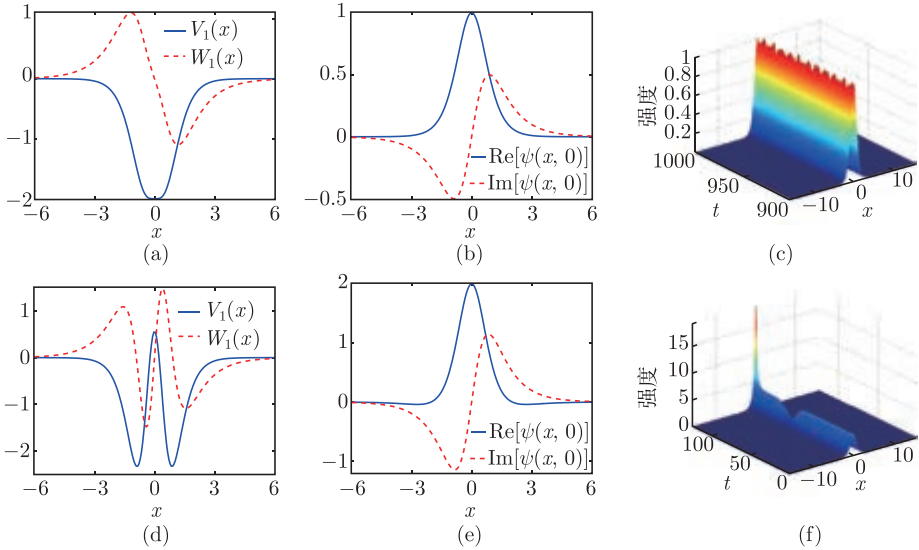 1
0
−1
−2
−6
−3
0
3
6
x
V₁(x)
W₁(x)
(a)
1.0
0.5
0
−0.5
−6
−3
0
3
6
x
Re[ψ(x, 0)]
Im[ψ(x, 0)]
(b)
强度
1
0.8
0.6
0.4
0.2
1000
950
900
t
−10
0
10
x
(c)
1
0
−1
−2
−6
−3
0
3
6
x
V₁(x)
W₁(x)
(d)
2
1
0
−1
−6
−3
0
3
6
x
Re[ψ(x, 0)]
Im[ψ(x, 0)]
(e)
强度
15
10
5
0
100
50
0
t
−10
0
10
x
(f)